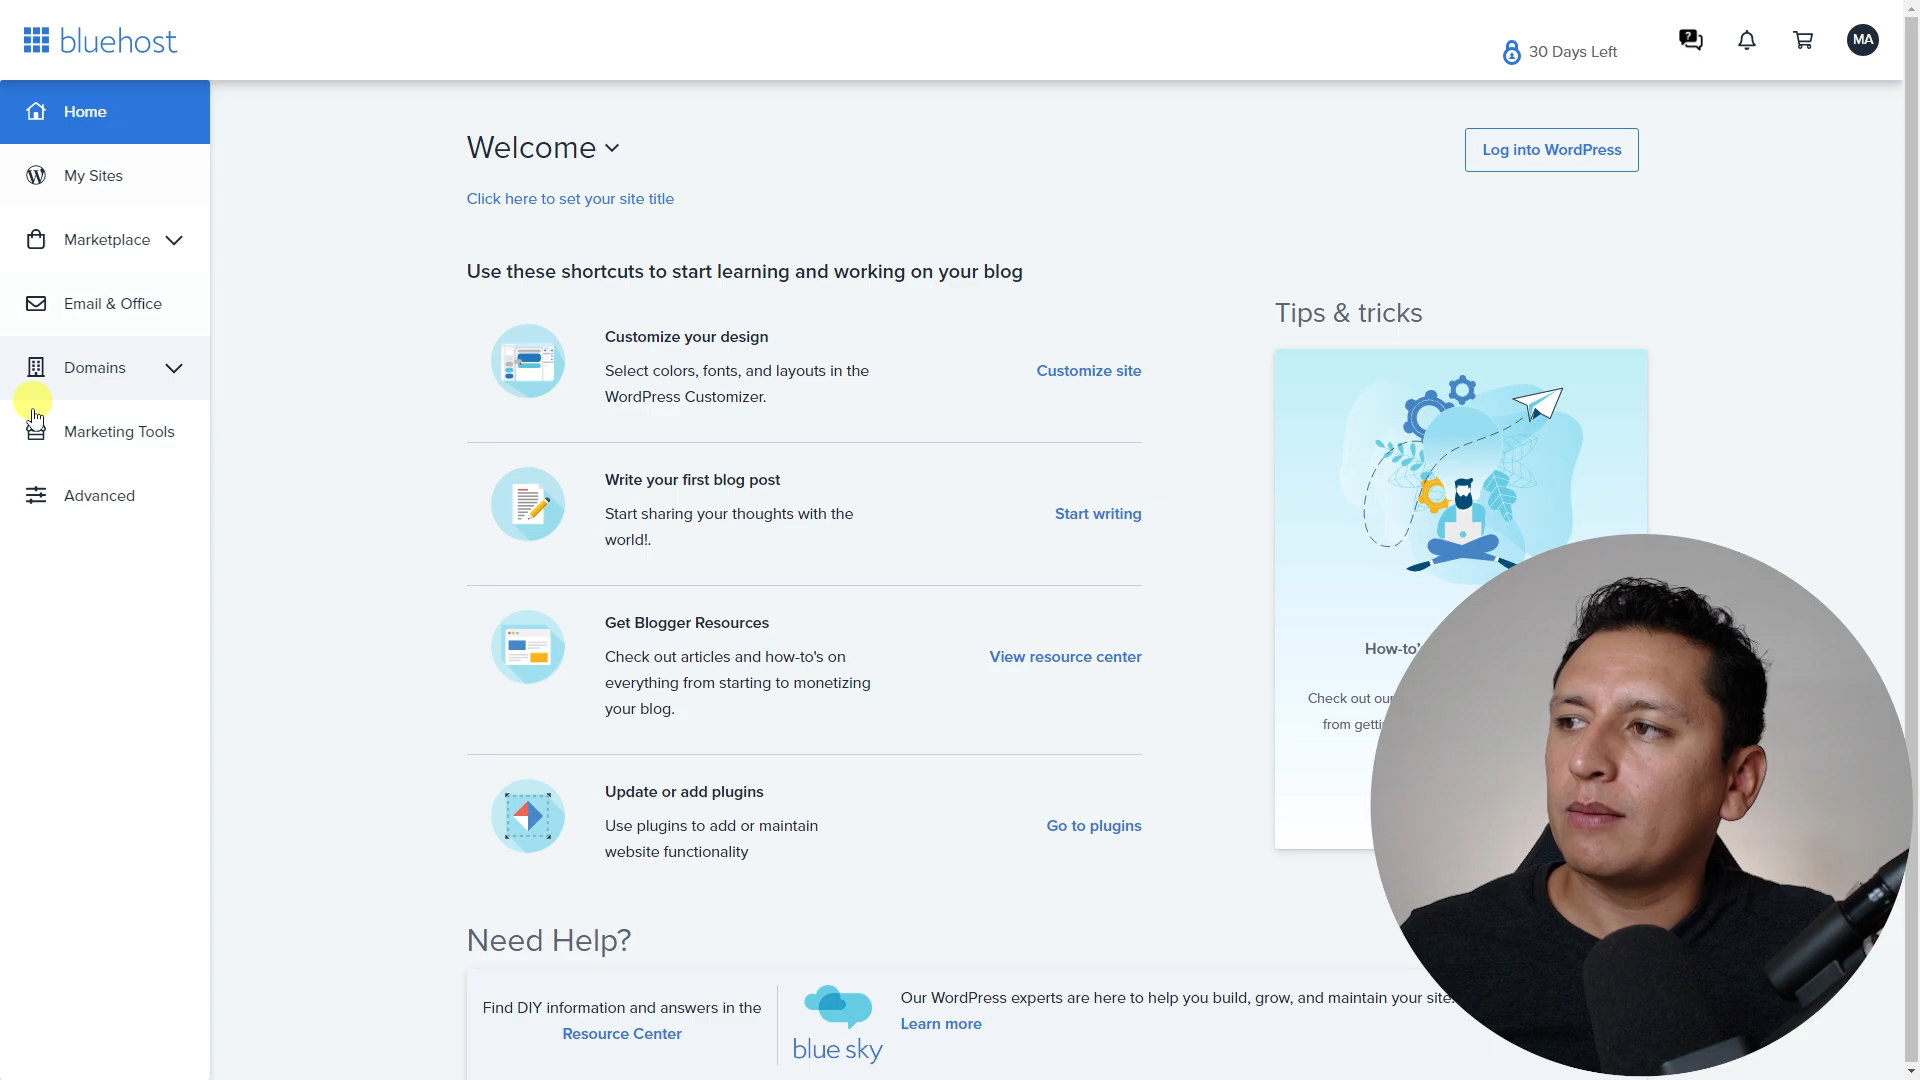 bluehost
30 Days Left
MA
Home
My Sites
Marketplace
Email & Office
Domains
Marketing Tools
Advanced
Welcome
Log into WordPress
Click here to set your site title
Use these shortcuts to start learning and working on your blog
Customize your design
Select colors, fonts, and layouts in the
WordPress Customizer.
Customize site
Write your first blog post
Start sharing your thoughts with the
world!.
Start writing
Get Blogger Resources
Check out articles and how-to's on
everything from starting to monetizing
your blog.
View resource center
Update or add plugins
Use plugins to add or maintain
website functionality
Go to plugins
Tips & tricks
How-to'
Check out our
from
Need Help?
Find DIY information and answers in the
Resource Center
blue sky
Our WordPress experts are here to help you build, grow, and maintain your site.
Learn more